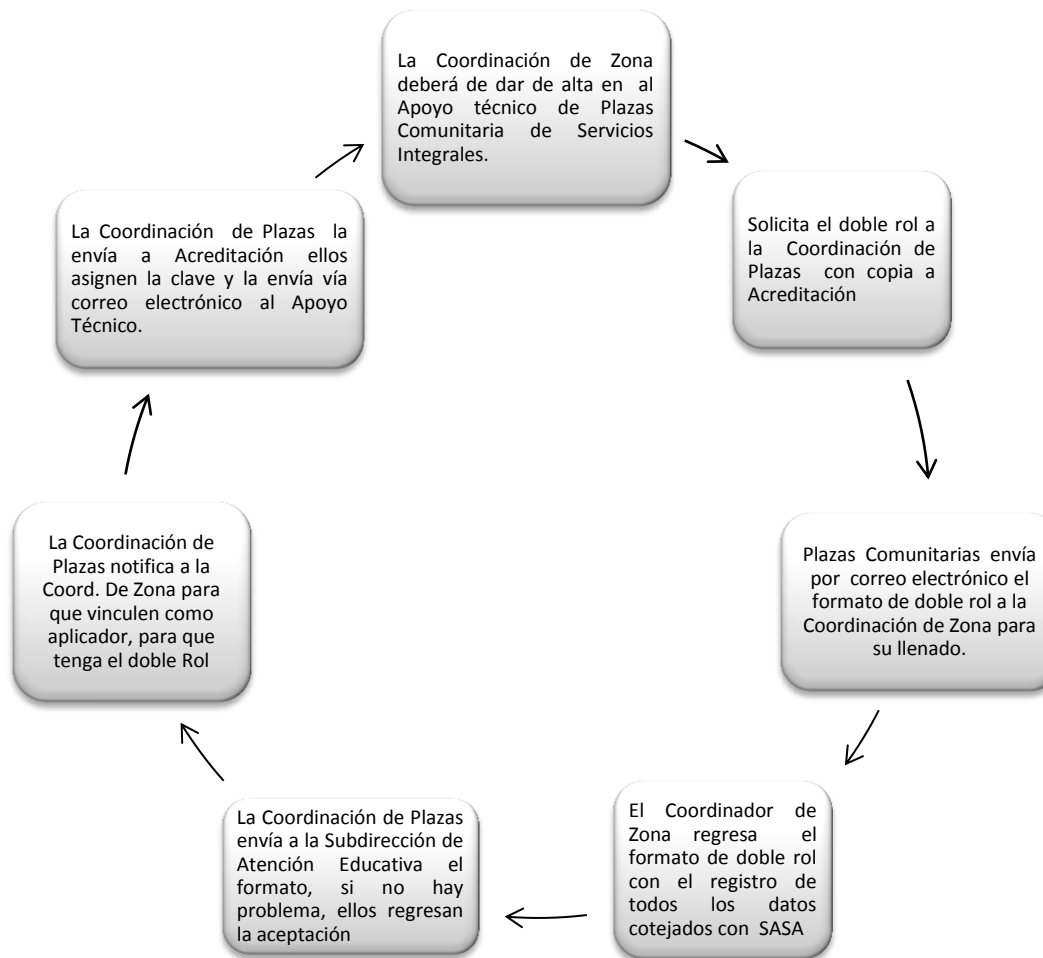 La Coordinación de Zona
deberá de dar de alta en al
Apoyo técnico de Plazas
Comunitaria de Servicios
Integrales.
Solicita el doble rol a
la Coordinación de
Plazas con copia a
Acreditación
Plazas Comunitarias envía
por correo electrónico el
formato de doble rol a la
Coordinación de Zona para
su llenado.
El Coordinador de
Zona regresa el
formato de doble rol
con el registro de
todos los datos
cotejados con SASA
La Coordinación de Plazas
envía a la Subdirección de
Atención Educativa el
formato, si no hay
problema, ellos regresan
la aceptación
La Coordinación de
Plazas notifica a la
Coord. De Zona para
que vinculen como
aplicador, para que
tenga el doble Rol
La Coordinación de Plazas la
envía a Acreditación ellos
asignen la clave y la envía vía
correo electrónico al Apoyo
Técnico.